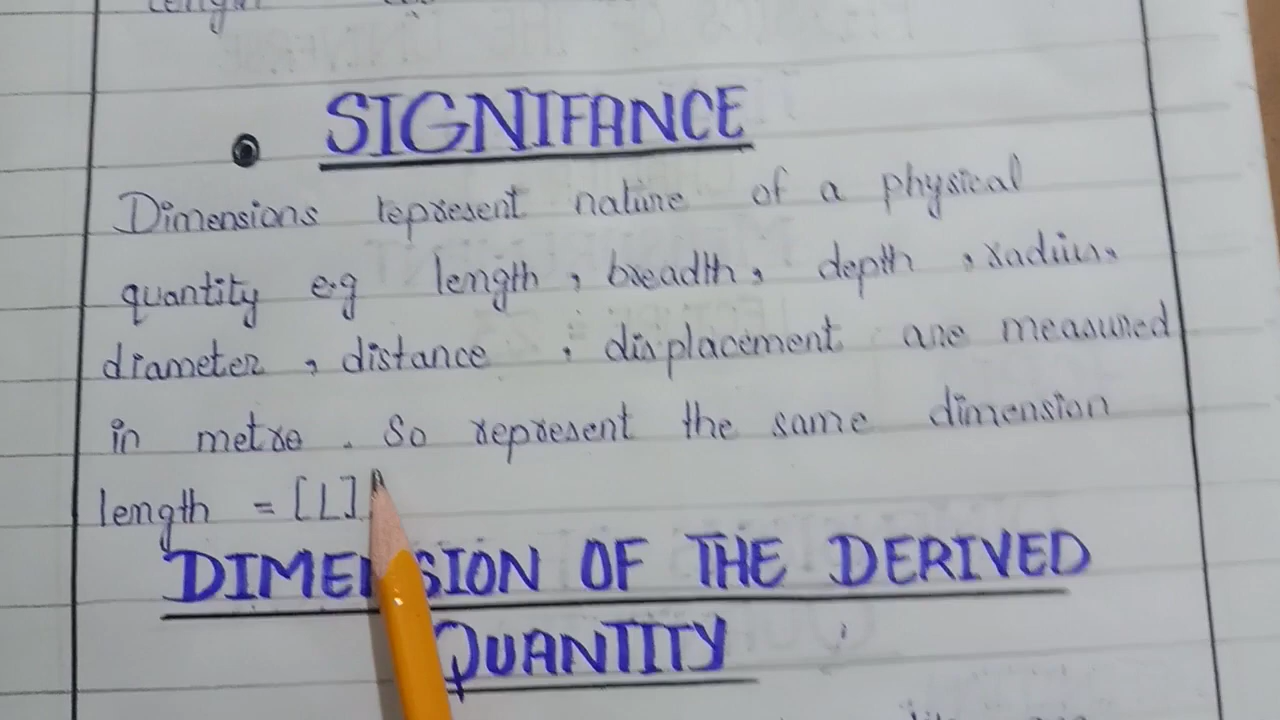 length
• SIGNIFANCE
Dimensions represent nature of a physical
quantity e.g length, breadth, depth, radius,
diameter, distance, displacement are measured
in metre. So represent the same dimension
length = [L]
DIMENSION OF THE DERIVED
QUANTITY